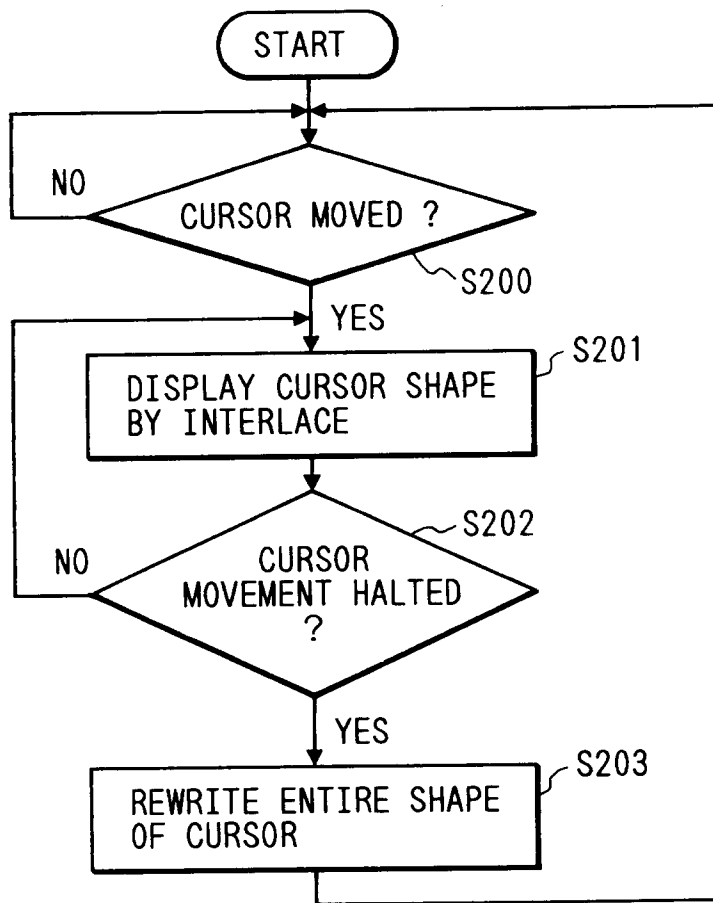 START
NO
CURSOR MOVED ?
S200
YES
S201
DISPLAY CURSOR SHAPE
BY INTERLACE
S202
NO
CURSOR
MOVEMENT HALTED
?
YES
S203
REWRITE ENTIRE SHAPE
OF CURSOR